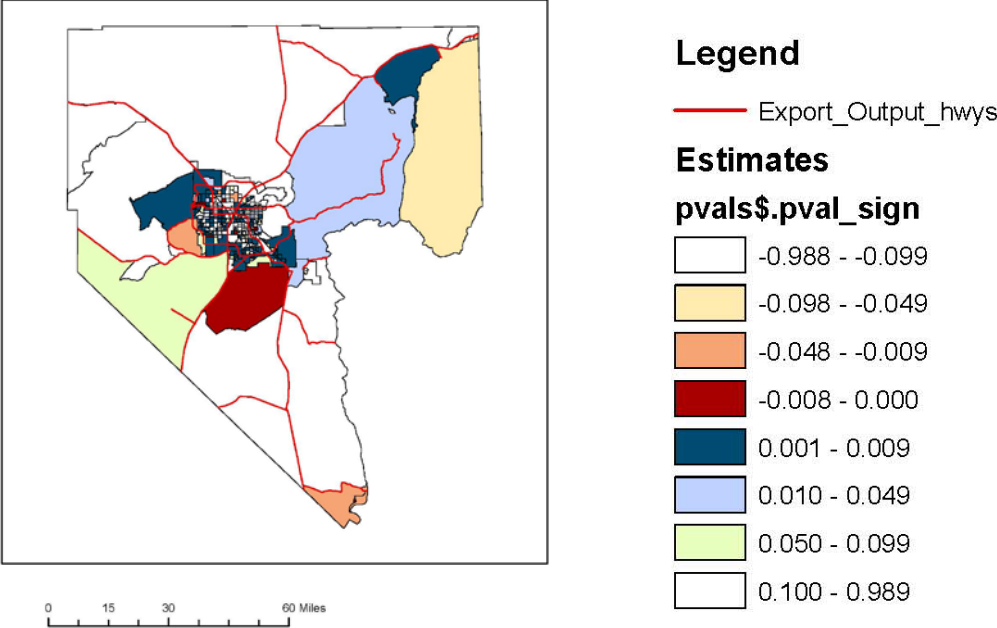 Legend
Export_Output_hwys
Estimates
pvals$.pval_sign
-0.988 - -0.099
-0.098 - -0.049
-0.048 - -0.009
-0.008 - 0.000
0.001 - 0.009
0.010 - 0.049
0.050 - 0.099
0.100 - 0.989
0 15 30 60 Miles